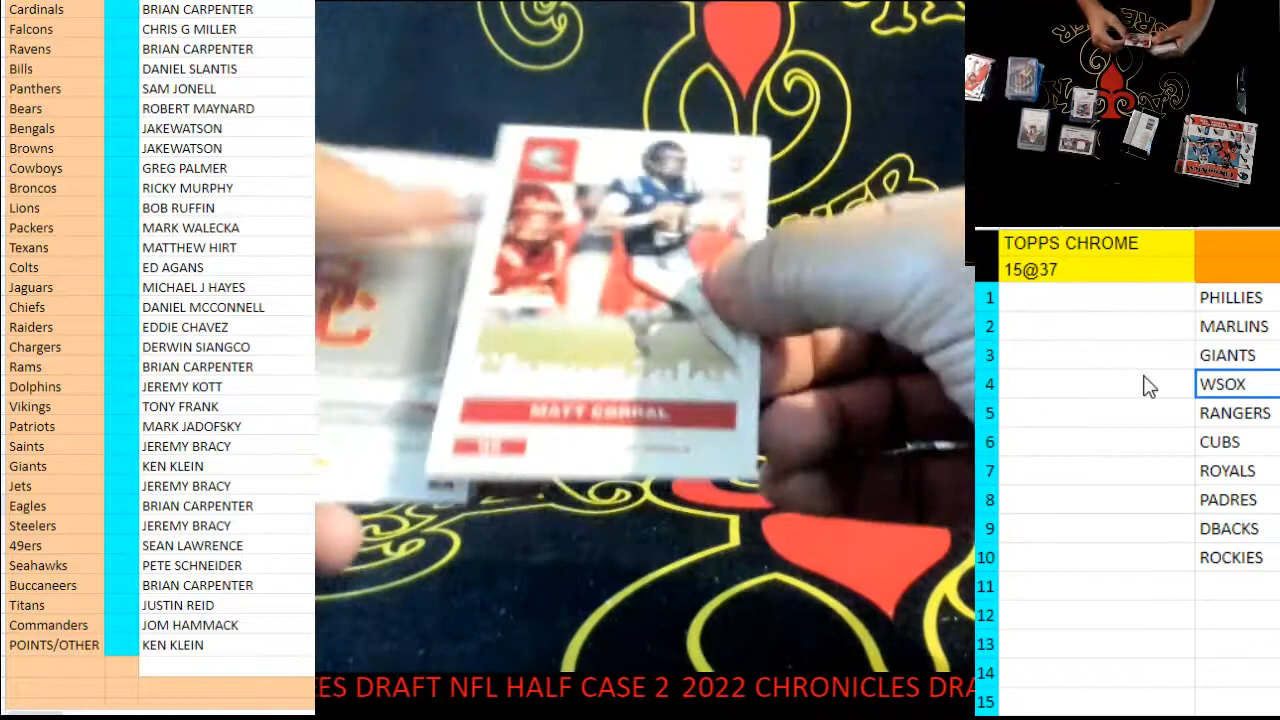 Cardinals BRIAN CARPENTER
Falcons CHRIS G MILLER
Ravens BRIAN CARPENTER
Bills DANIEL SLANTIS
Panthers SAM JONELL
Bears ROBERT MAYNARD
Bengals JAKEWATSON
Browns JAKEWATSON
Cowboys GREG PALMER
Broncos RICKY MURPHY
Lions BOB RUFFIN
Packers MARK WALECKA
Texans MATTHEW HIRT
Colts ED AGANS
Jaguars MICHAEL J HAYES
Chiefs DANIEL MCCONNELL
Raiders EDDIE CHAVEZ
Chargers DERWIN SIANGCO
Rams BRIAN CARPENTER
Dolphins JEREMY KOTT
Vikings TONY FRANK
Patriots MARK JADOFSKY
Saints JEREMY BRACY
Giants KEN KLEIN
Jets JEREMY BRACY
Eagles BRIAN CARPENTER
Steelers JEREMY BRACY
49ers SEAN LAWRENCE
Seahawks PETE SCHNEIDER
Buccaneers BRIAN CARPENTER
Titans JUSTIN REID
Commanders JOM HAMMACK
POINTS/OTHER KEN KLEIN
MATT CORRAL
QB
ES DRAFT NFL HALF CASE 2 2022 CHRONICLES DRA
TOPPS CHROME
15@37
1 PHILLIES
2 MARLINS
3 GIANTS
4 WSOX
5 RANGERS
6 CUBS
7 ROYALS
8 PADRES
9 DBACKS
10 ROCKIES
11
12
13
14
15